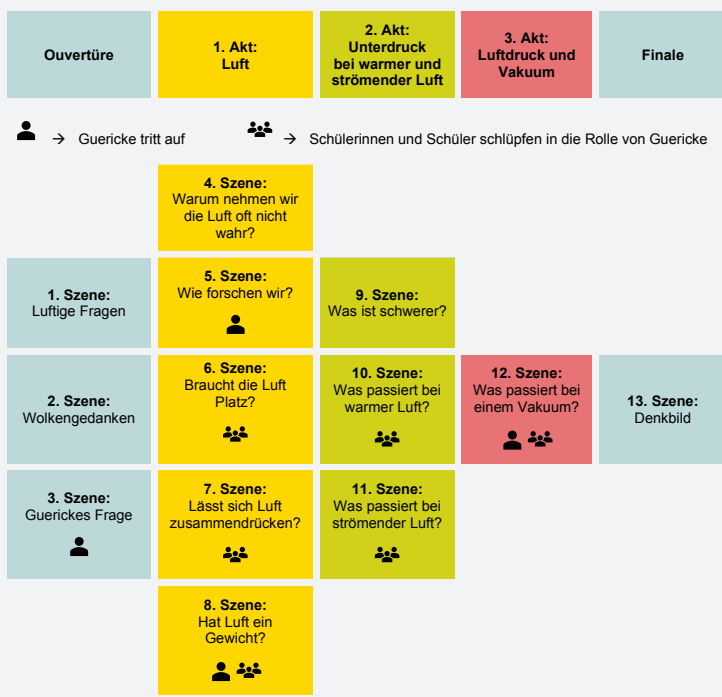 Ouvertüre
1. Akt:
Luft
2. Akt:
Unterdruck
bei warmer und
strömender Luft
3. Akt:
Luftdruck und
Vakuum
Finale
→ Guericke tritt auf
→ Schülerinnen und Schüler schlüpfen in die Rolle von Guericke
1. Szene:
Luftige Fragen
2. Szene:
Wolkengedanken
3. Szene:
Guerickes Frage
4. Szene:
Warum nehmen wir
die Luft oft nicht
wahr?
5. Szene:
Wie forschen wir?
6. Szene:
Braucht die Luft
Platz?
7. Szene:
Lässt sich Luft
zusammendrücken?
8. Szene:
Hat Luft ein
Gewicht?
9. Szene:
Was ist schwerer?
10. Szene:
Was passiert bei
warmer Luft?
11. Szene:
Was passiert bei
strömender Luft?
12. Szene:
Was passiert bei
einem Vakuum?
13. Szene:
Denkbild